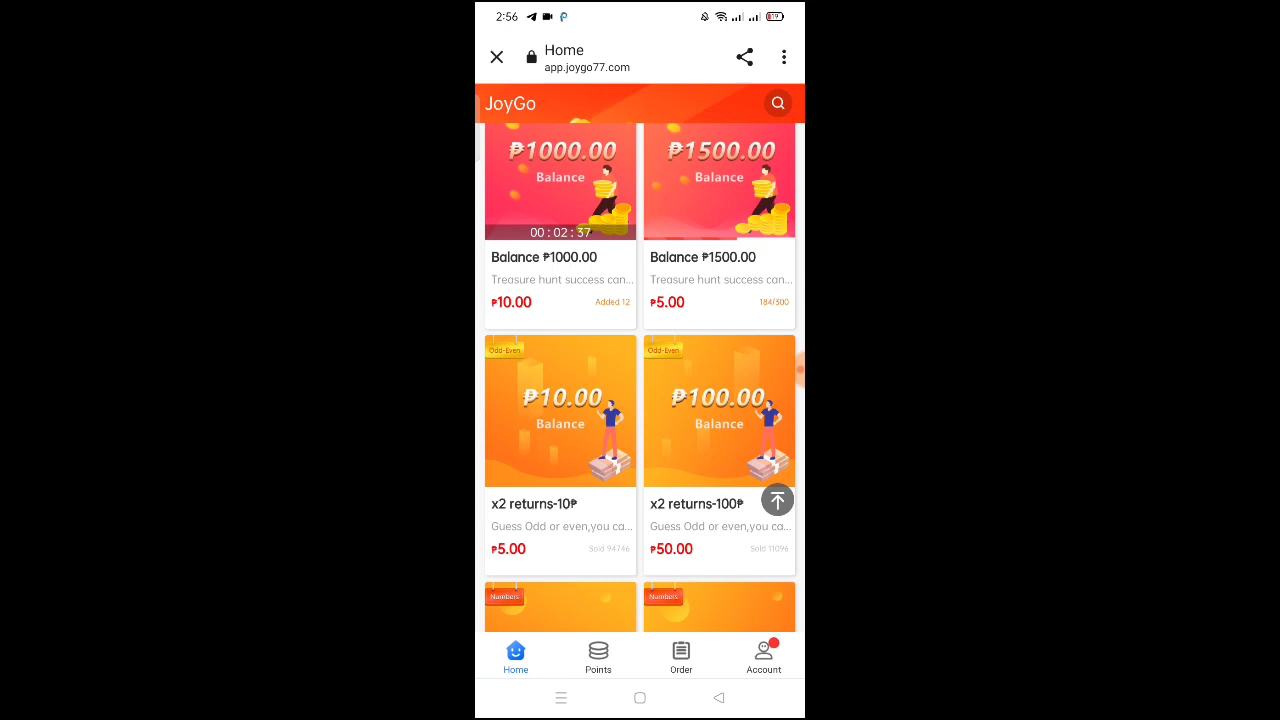 2:56
19
Home
app.joygo77.com
JoyGo
₱1000.00
Balance
00 : 02 : 37
Balance ₱1000.00
Treasure hunt success can...
₱10.00
Added 12
₱1500.00
Balance
Balance ₱1500.00
Treasure hunt success can...
₱5.00
184/300
Odd-Even
₱10.00
Balance
x2 returns-10₱
Guess Odd or even,you ca...
₱5.00
Sold 94746
Odd-Even
₱100.00
Balance
x2 returns-100₱
Guess Odd or even,you ca...
₱50.00
Sold 11096
Numbers
Numbers
Home
Points
Order
Account